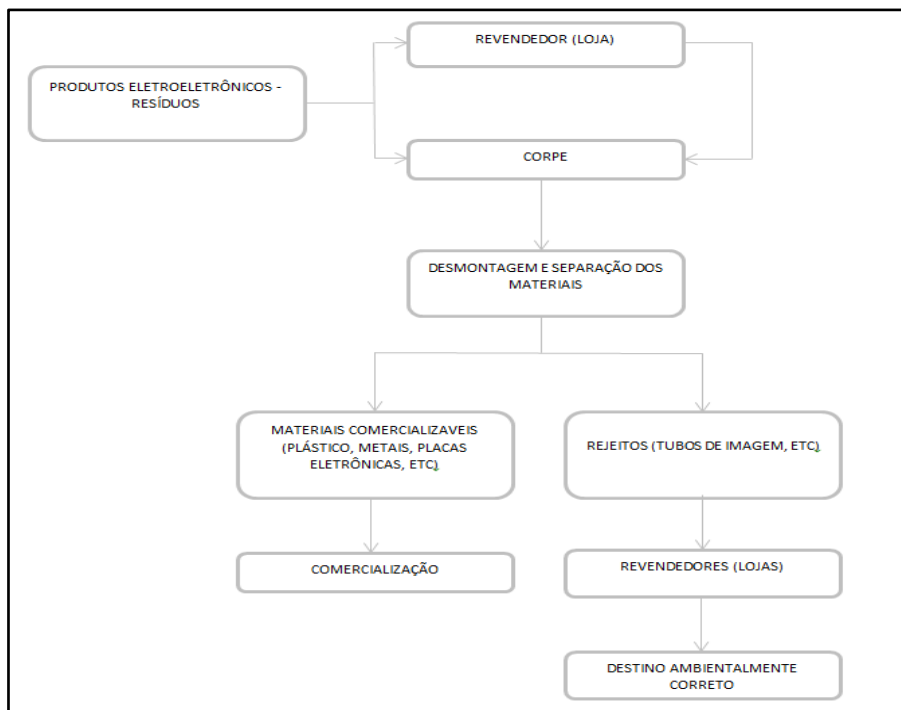 REVENDEDOR (LOJA)
PRODUTOS ELETROELETRÔNICOS -
RESÍDUOS
CORPE
DESMONTAGEM E SEPARAÇÃO DOS
MATERIAIS
MATERIAIS COMERCIALIZAVEIS
(PLÁSTICO, METAIS, PLACAS
ELETRÔNICAS, ETC)
REJEITOS (TUBOS DE IMAGEM, ETC)
COMERCIALIZAÇÃO
REVENDEDORES (LOJAS)
DESTINO AMBIENTALMENTE
CORRETO